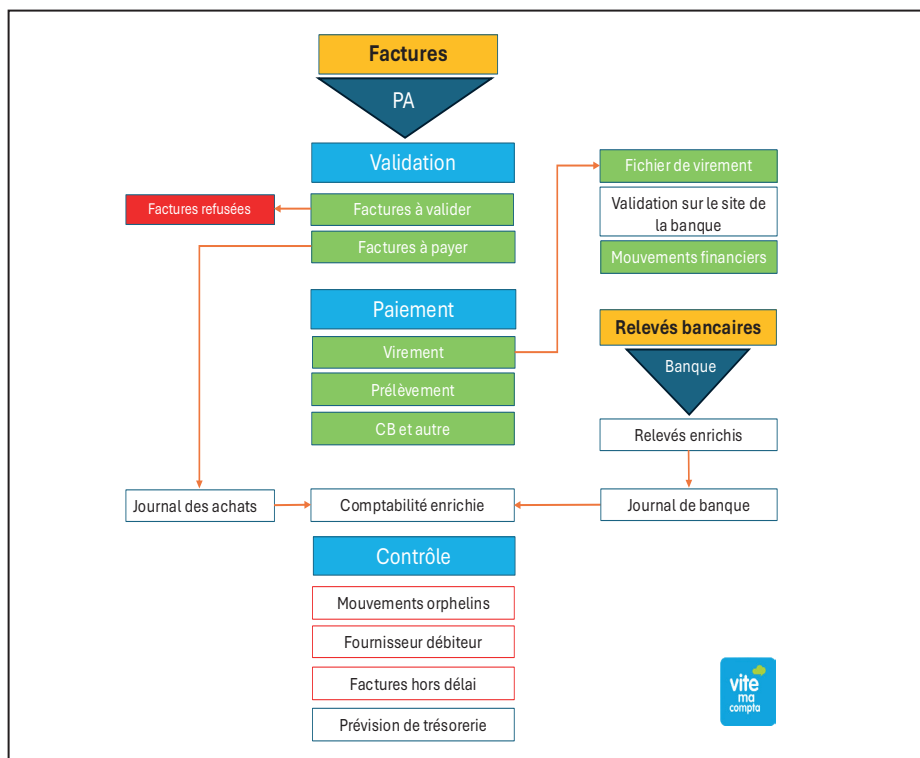 Factures
PA
Validation
Factures à valider
Factures refusées
Factures à payer
Paiement
Virement
Prélèvement
CB et autre
Fichier de virement
Validation sur le site de
la banque
Mouvements financiers
Relevés bancaires
Banque
Relevés enrichis
Journal des achats
Comptabilité enrichie
Journal de banque
Contrôle
Mouvements orphelins
Fournisseur débiteur
Factures hors délai
Prévision de trésorerie
vite
ma
compta